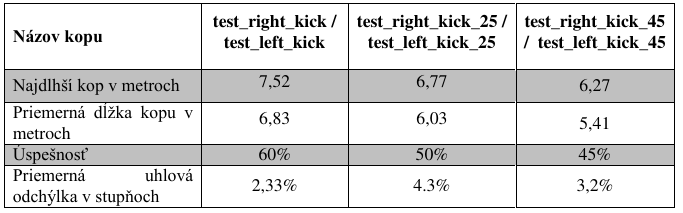 Názov kopu
test_right_kick /
test_left_kick
test_right_kick_25 /
test_left_kick_25
test_right_kick_45
/ test_left_kick_45
Najdlhší kop v metroch
7,52
6,77
6,27
Priemerná dĺžka kopu v
metroch
6,83
6,03
5,41
Úspešnosť
60%
50%
45%
Priemerná uhlová
odchýlka v stupňoch
2,33%
4.3%
3,2%